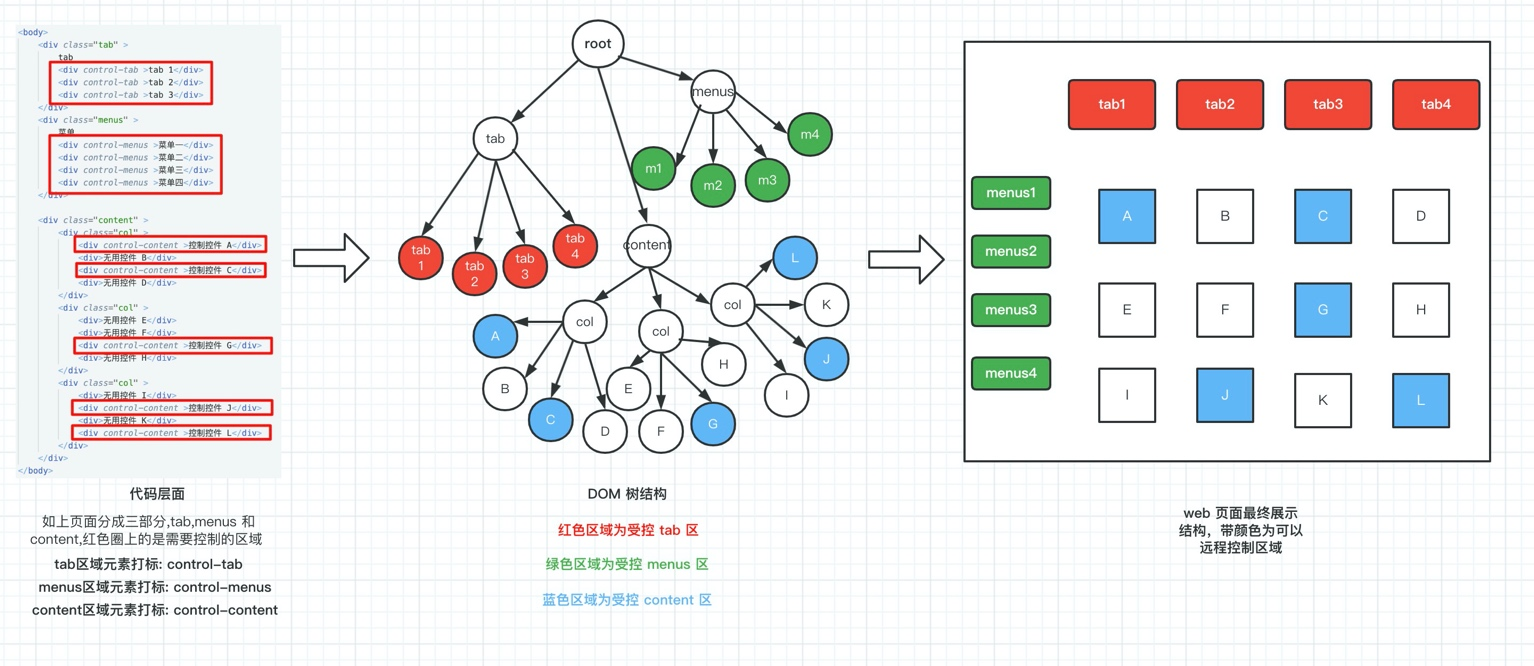 <body>
<div class="tab" >
tab
<div control-tab >tab 1</div>
<div control-tab >tab 2</div>
<div control-tab >tab 3</div>
</div>
<div class="menus" >
菜单
<div control-menus >菜单一</div>
<div control-menus >菜单二</div>
<div control-menus >菜单三</div>
<div control-menus >菜单四</div>
</div>
<div class="content" >
<div class="col" >
<div control-content >控制控件 A</div>
<div>无用控件 B</div>
<div control-content >控制控件 C</div>
<div>无用控件 D</div>
</div>
<div class="col" >
<div>无用控件 E</div>
<div>无用控件 F</div>
<div control-content >控制控件 G</div>
<div>无用控件 H</div>
</div>
<div class="col" >
<div>无用控件 I</div>
<div control-content >控制控件 J</div>
<div>无用控件 K</div>
<div control-content >控制控件 L</div>
</div>
</div>
</body>
代码层面
如上页面分成三部分,tab,menus 和
content,红色圈上的是需要控制的区域
tab区域元素打标: control-tab
menus区域元素打标: control-menus
content区域元素打标: control-content
root
menus
tab
m4
m1
m2
m3
content
tab
1
tab
2
tab
3
tab
4
L
col
K
col
col
A
H
J
B
E
I
C
D
F
G
DOM 树结构
红色区域为受控 tab 区
绿色区域为受控 menus 区
蓝色区域为受控 content 区
tab1
tab2
tab3
tab4
menus1
menus2
menus3
menus4
A
B
C
D
E
F
G
H
I
J
K
L
web 页面最终展示
结构，带颜色为可以
远程控制区域